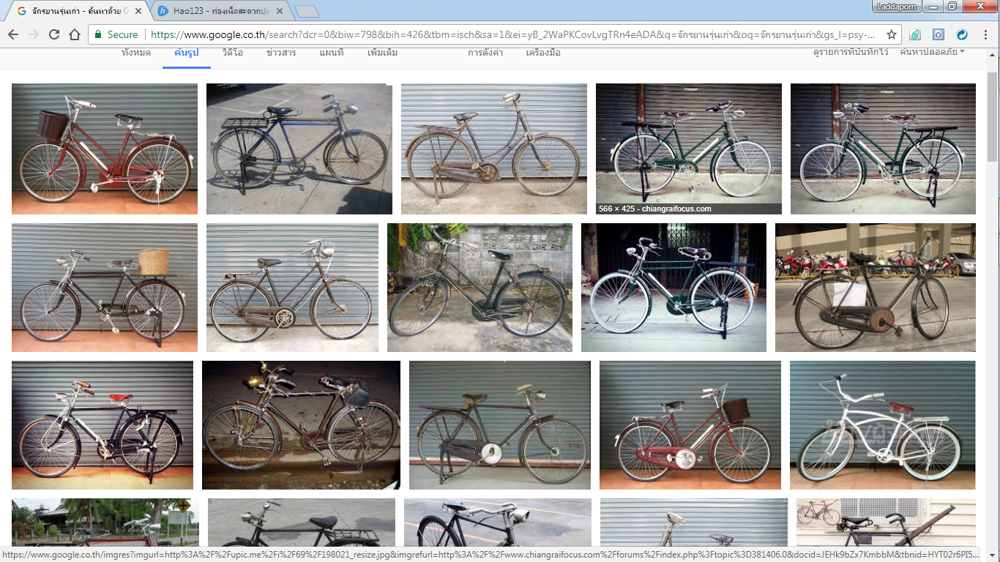 จักรยานรุ่นเก่า - ค้นหาด้วย G
Hao123 - ท่องเน็ตสะดวกปล
Laddaporn
Secure
https://www.google.co.th/search?dcr=0&biw=798&bih=426&tbm=isch&sa=1&ei=yB_2WaPKCovLvgTRn4eADA&q=จักรยานรุ่นเก่า&oq=จักรยานรุ่นเก่า&gs_l=psy-...
ทั้งหมด ค้นรูป วิดีโอ ข่าวสาร แผนที่ เพิ่มเติม การตั้งค่า เครื่องมือ ดูรายการที่บันทึกไว้ ค้นหาปลอดภัย
566 × 425 - chiangraifocus.com
https://www.google.co.th/imgres?imgurl=http%3A%2F%2Fupic.me%2Fi%2F69%2F198021_resize.jpg&imgrefurl=http%3A%2F%2Fwww.chiangraifocus.com%2Fforums%2Findex.php%3Ftopic%3D381406.0&docid=JEHk9bZx7KmbbM&tbnid=HYT02r6PI5...